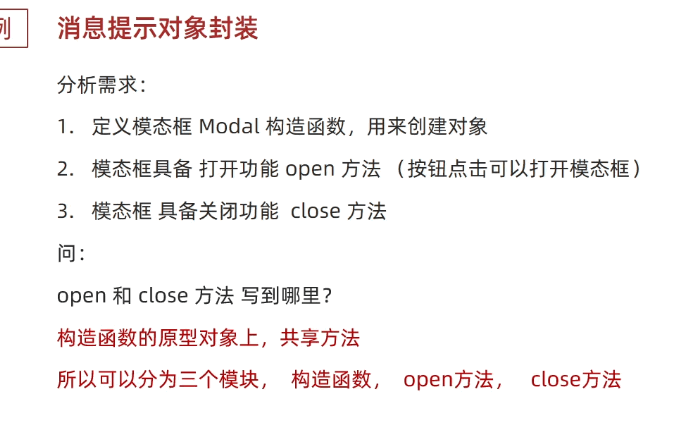 例
消息提示对象封装
分析需求：
1. 定义模态框 Modal 构造函数，用来创建对象
2. 模态框具备 打开功能 open 方法 （按钮点击可以打开模态框）
3. 模态框 具备关闭功能 close 方法
问：
open 和 close 方法 写到哪里？
构造函数的原型对象上，共享方法
所以可以分为三个模块， 构造函数， open方法， close方法